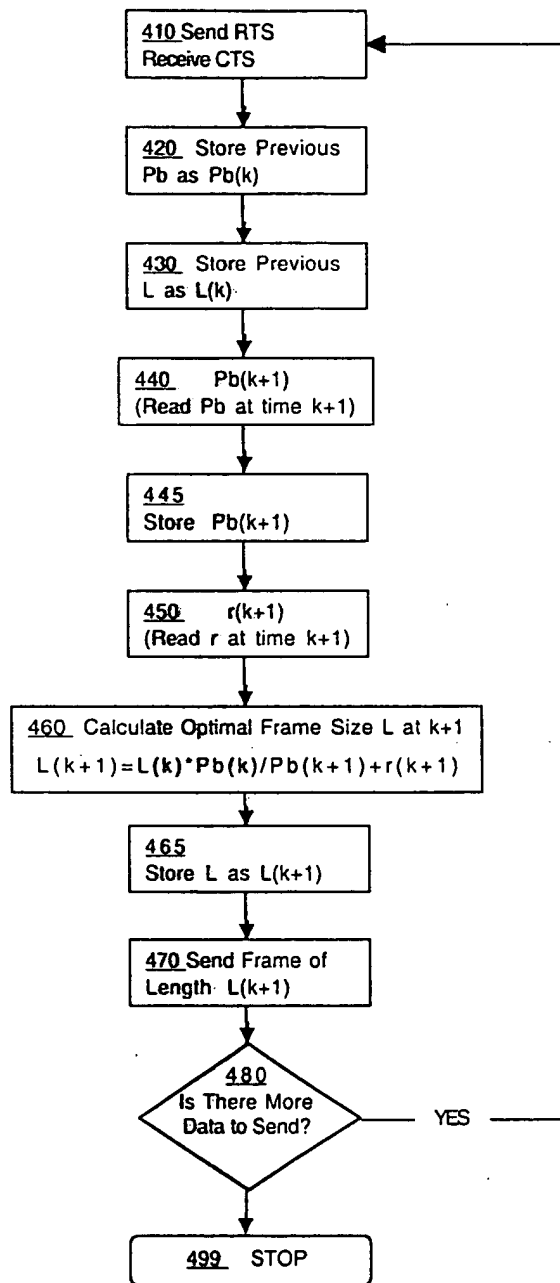 410 Send RTS
Receive CTS
420 Store Previous
Pb as Pb(k)
430 Store Previous
L as L(k)
440 Pb(k+1)
(Read Pb at time k+1)
445
Store Pb(k+1)
450 r(k+1)
(Read r at time k+1)
460 Calculate Optimal Frame Size L at k+1
L(k+1)=L(k)*Pb(k)/Pb(k+1)+r(k+1)
465
Store L as L(k+1)
470 Send Frame of
Length L(k+1)
480
Is There More
Data to Send?
YES
499 STOP